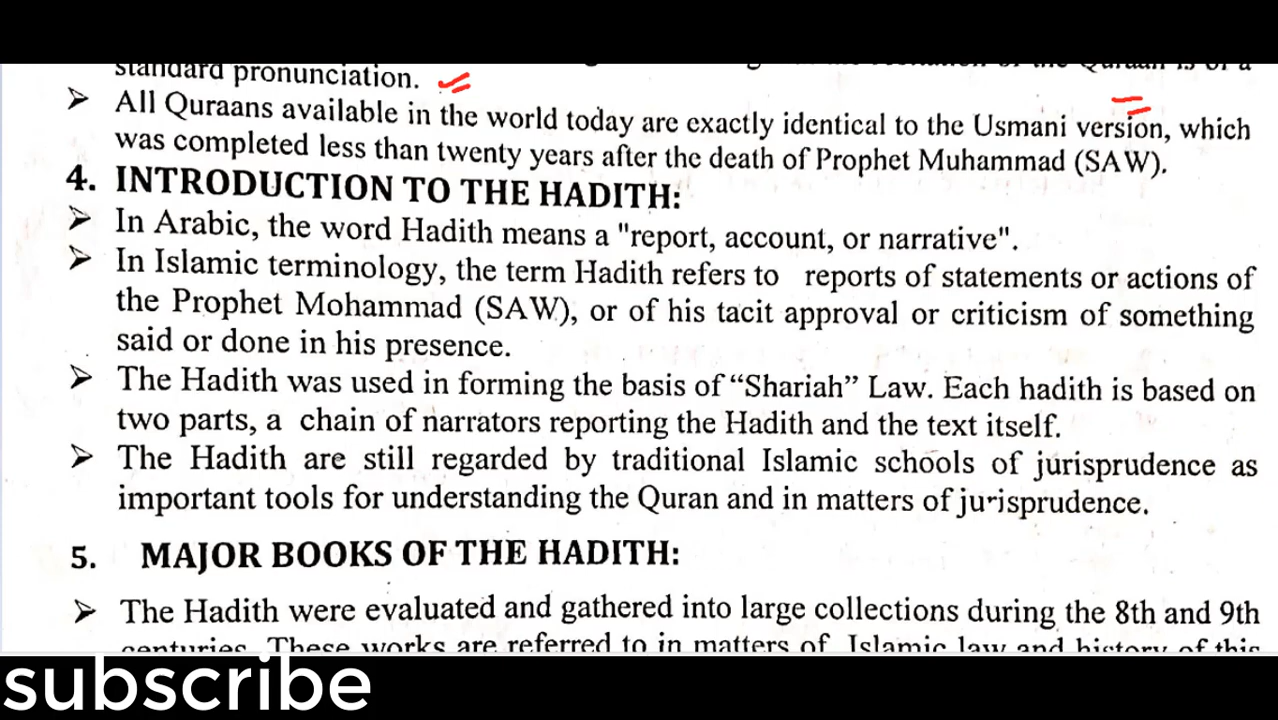 standard pronunciation.
➢ All Quraans available in the world today are exactly identical to the Usmani version, which
was completed less than twenty years after the death of Prophet Muhammad (SAW).
4. INTRODUCTION TO THE HADITH:
➢ In Arabic, the word Hadith means a "report, account, or narrative".
➢ In Islamic terminology, the term Hadith refers to reports of statements or actions of
the Prophet Mohammad (SAW), or of his tacit approval or criticism of something
said or done in his presence.
➢ The Hadith was used in forming the basis of “Shariah” Law. Each hadith is based on
two parts, a chain of narrators reporting the Hadith and the text itself.
➢ The Hadith are still regarded by traditional Islamic schools of jurisprudence as
important tools for understanding the Quran and in matters of jurisprudence.
5. MAJOR BOOKS OF THE HADITH:
➢ The Hadith were evaluated and gathered into large collections during the 8th and 9th
centuries. These works are referred to in matters of Islamic law and history of this
subscribe